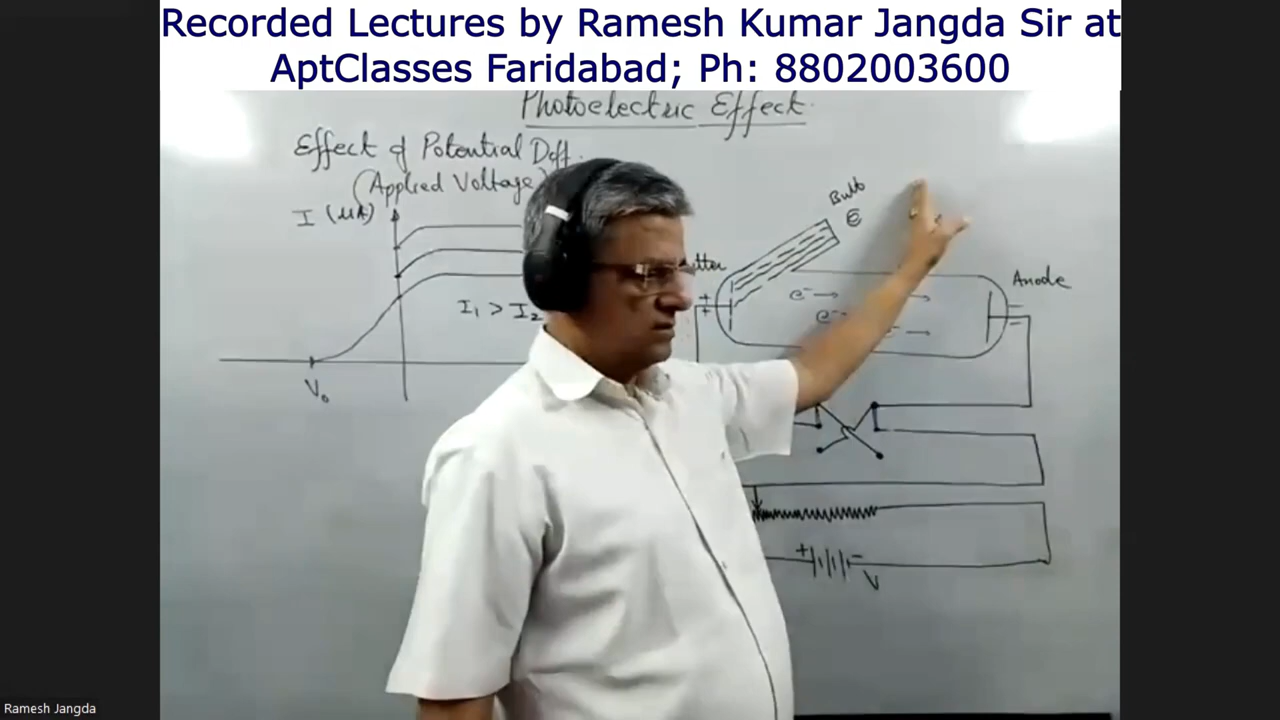 Recorded Lectures by Ramesh Kumar Jangda Sir at
AptClasses Faridabad; Ph: 8802003600
Photoelectric Effect
Effect of Potential Diff.
(Applied Voltage)
I (μA)
I₁ > I₂
V₀
Bulb
E
itter
Anode
+
+
e⁻ →
e⁻
+
−
V
Ramesh Jangda